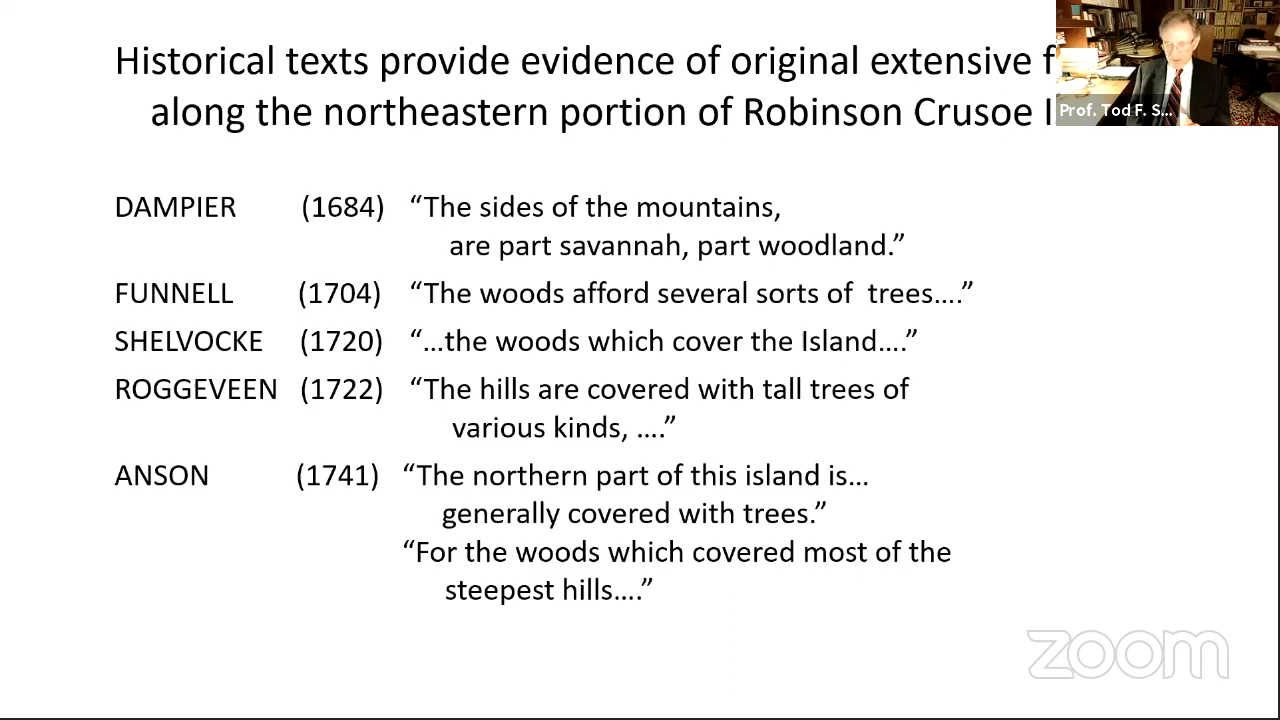 Historical texts provide evidence of original extensive f
along the northeastern portion of Robinson Crusoe I
Prof. Tod F. S...
DAMPIER (1684) “The sides of the mountains,
are part savannah, part woodland.”
FUNNELL (1704) “The woods afford several sorts of trees….”
SHELVOCKE (1720) “…the woods which cover the Island….”
ROGGEVEEN (1722) “The hills are covered with tall trees of
various kinds, ….”
ANSON (1741) “The northern part of this island is…
generally covered with trees.”
“For the woods which covered most of the
steepest hills….”
zoom